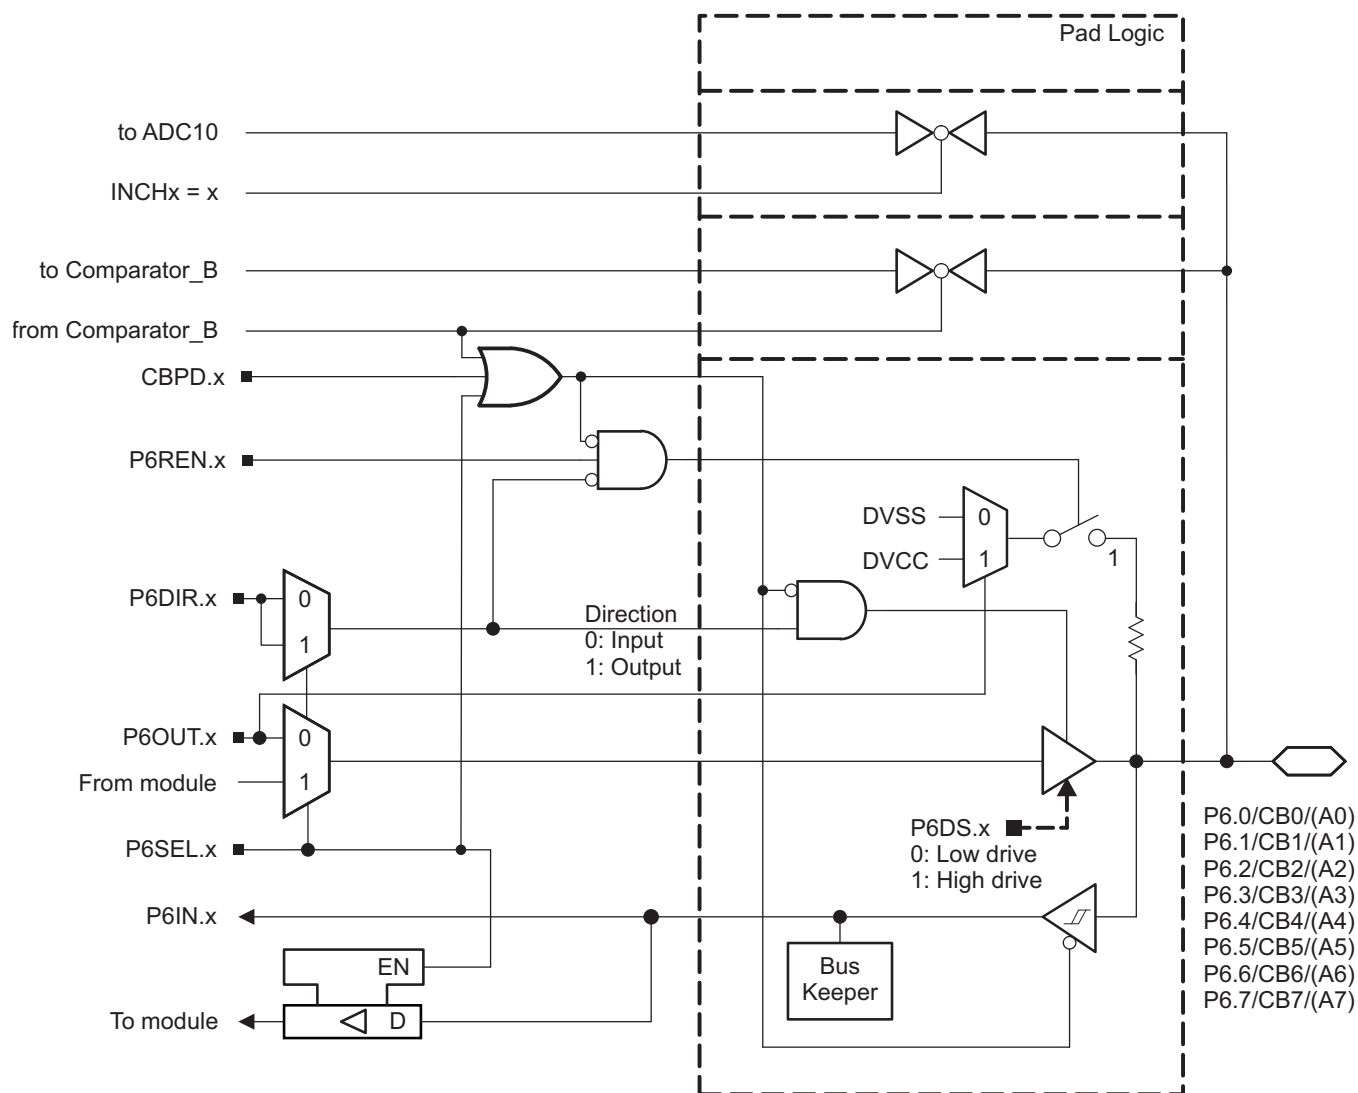 Pad Logic
to ADC10
INCHx = x
to Comparator_B
from Comparator_B
CBPD.x
P6REN.x
DVSS
0
DVCC
1
1
P6DIR.x
0
1
Direction
0: Input
1: Output
P6OUT.x
0
From module
1
P6SEL.x
P6DS.x
0: Low drive
1: High drive
P6.0/CB0/(A0)
P6.1/CB1/(A1)
P6.2/CB2/(A2)
P6.3/CB3/(A3)
P6.4/CB4/(A4)
P6.5/CB5/(A5)
P6.6/CB6/(A6)
P6.7/CB7/(A7)
P6IN.x
Bus
Keeper
EN
To module
D